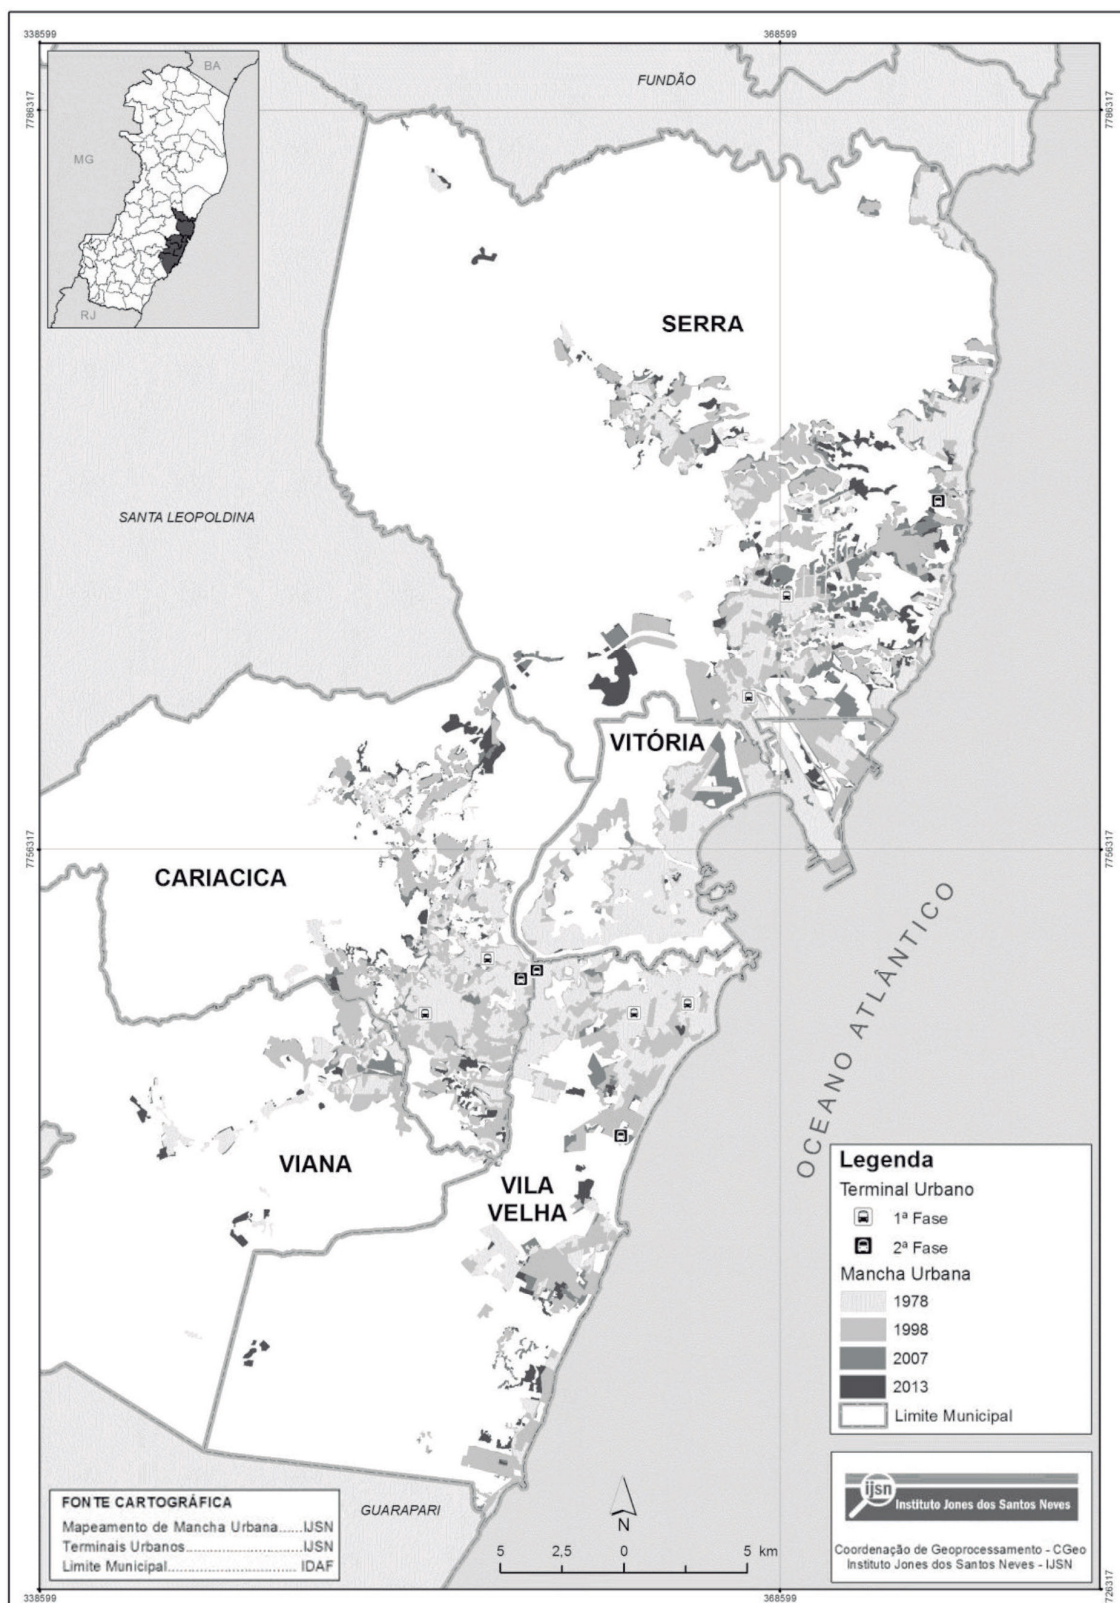 338599
368599
7786317
7786317
BA
MG
RJ
FUNDÃO
SERRA
SANTA LEOPOLDINA
VITÓRIA
7756317
7756317
CARIACICA
OCEANO ATLÂNTICO
VIANA
VILA
VELHA
Legenda
Terminal Urbano
1ª Fase
2ª Fase
Mancha Urbana
1978
1998
2007
2013
Limite Municipal
FONTE CARTOGRÁFICA
Mapeamento de Mancha Urbana.....IJSN
Terminais Urbanos.....IJSN
Limite Municipal.....IDAF
GUARAPARI
N
5 2,5 0 5 km
ijsn Instituto Jones dos Santos Neves
Coordenação de Geoprocessamento - CGeo
Instituto Jones dos Santos Neves - IJSN
338599
368599